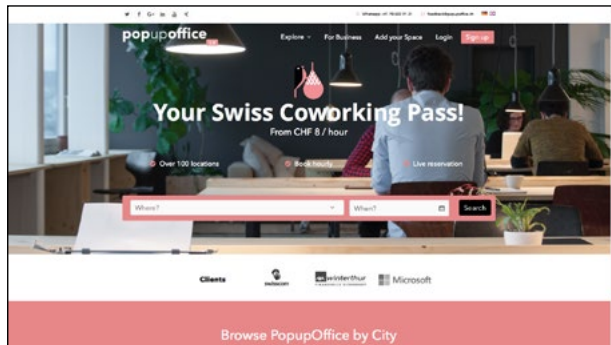 popupoffice
Explore
For Business
Add your Space
Login
Sign up
Your Swiss Coworking Pass!
From CHF 8 / hour
Over 100 locations
Book hourly
Live reservation
Where?
When?
Search
Clients
swisscom
winterthur
Microsoft
Browse PopupOffice by City